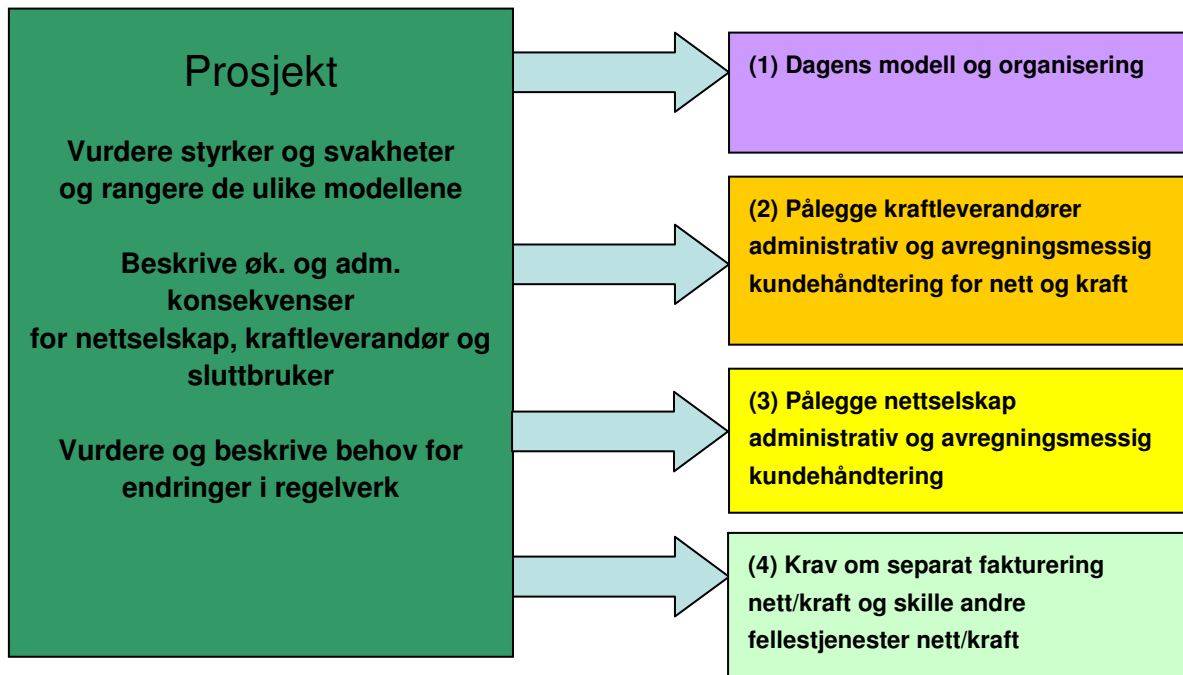 Prosjekt
Vurdere styrker og svakheter
og rangere de ulike modellene
Beskrive øk. og adm.
konsekvenser
for nettselskap, kraftleverandør og
sluttbruker
Vurdere og beskrive behov for
endringer i regelverk
(1) Dagens modell og organisering
(2) Pålegge kraftleverandører
administrativ og avregningsmessig
kundehåndtering for nett og kraft
(3) Pålegge nettselskap
administrativ og avregningsmessig
kundehåndtering
(4) Krav om separat fakturering
nett/kraft og skille andre
fellestjenester nett/kraft